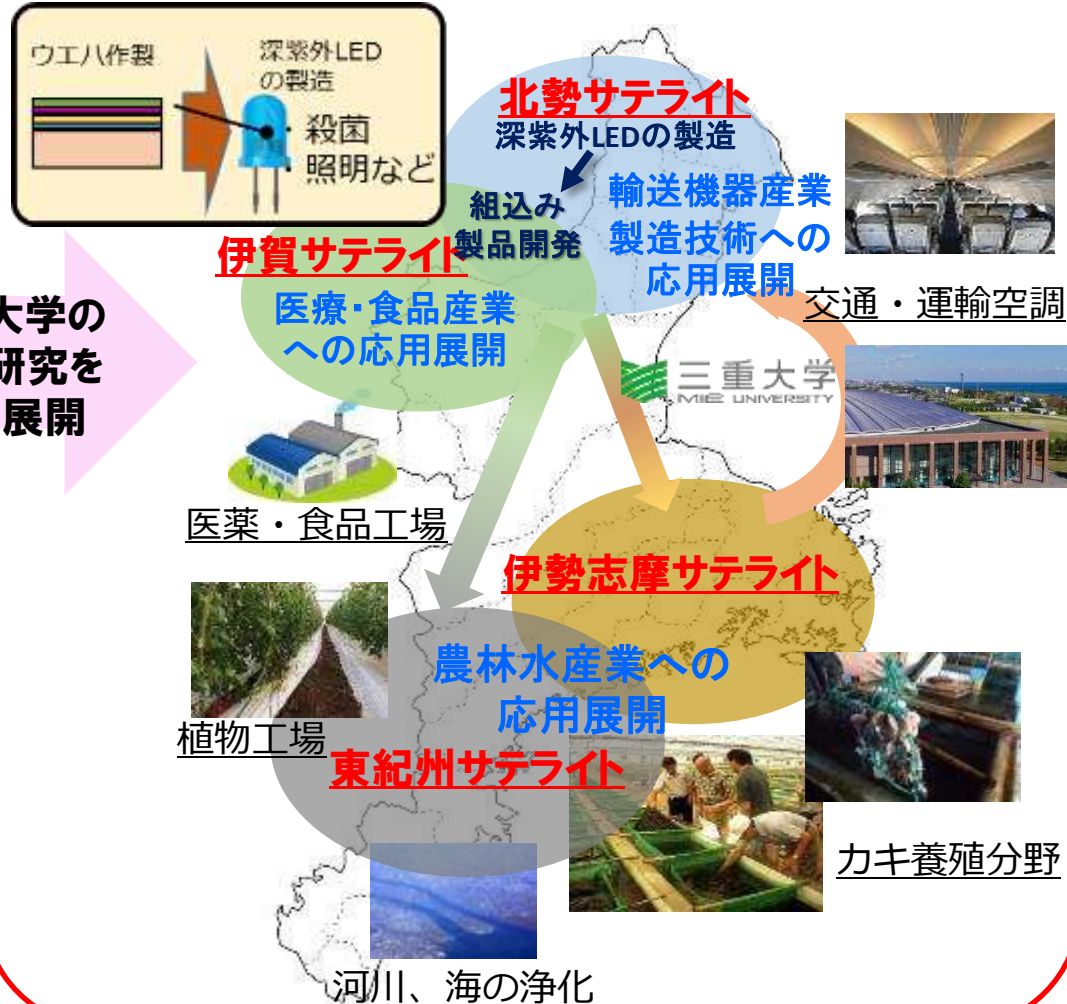 ウエハ作製
深紫外LED
の製造
殺菌
照明など
北勢サテライト
深紫外LEDの製造
組込み
製品開発
輸送機器産業
製造技術への
応用展開
伊賀サテライト
医療・食品産業
への応用展開
大学の
研究を
展開
交通・運輸空調
三重大学
MIE UNIVERSITY
医薬・食品工場
伊勢志摩サテライト
農林水産業への
応用展開
植物工場
東紀州サテライト
カキ養殖分野
河川、海の浄化